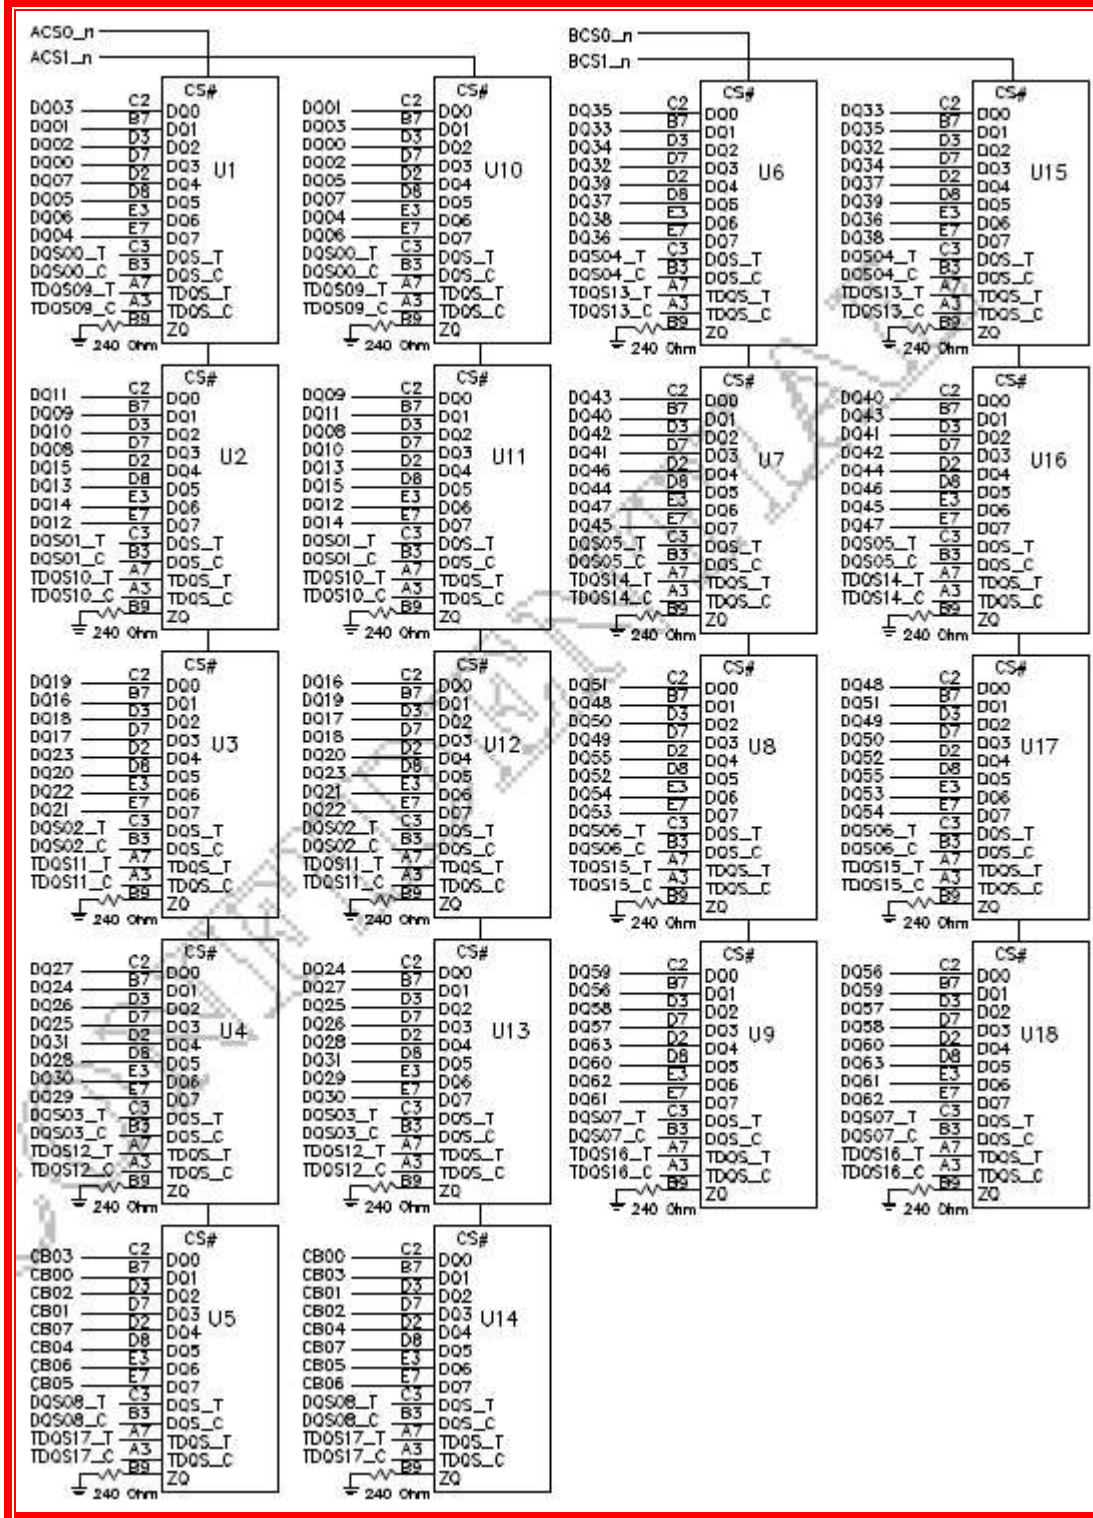 ACS0_n
ACS1_n
BCS0_n
BCS1_n
CS#
DQ03 C2 DQ0
DQ01 B7 DQ1
DQ02 D3 DQ2
DQ00 D7 DQ3 U1
DQ07 D2 DQ4
DQ05 D8 DQ5
DQ06 E3 DQ6
DQ04 E7 DQ7
DQS00_T C3 DQS_T
DQS00_C B3 DQS_C
TDQS09_T A7 TDQS_T
TDQS09_C A3 TDQS_C
B9 ZQ
240 Ohm
CS#
DQ11 C2 DQ0
DQ09 B7 DQ1
DQ10 D3 DQ2
DQ08 D7 DQ3 U2
DQ15 D2 DQ4
DQ13 D8 DQ5
DQ14 E3 DQ6
DQ12 E7 DQ7
DQS01_T C3 DQS_T
DQS01_C B3 DQS_C
TDQS10_T A7 TDQS_T
TDQS10_C A3 TDQS_C
B9 ZQ
240 Ohm
CS#
DQ19 C2 DQ0
DQ16 B7 DQ1
DQ18 D3 DQ2
DQ17 D7 DQ3 U3
DQ23 D2 DQ4
DQ20 D8 DQ5
DQ22 E3 DQ6
DQ21 E7 DQ7
DQS02_T C3 DQS_T
DQS02_C B3 DQS_C
TDQS11_T A7 TDQS_T
TDQS11_C A3 TDQS_C
B9 ZQ
240 Ohm
CS#
DQ27 C2 DQ0
DQ24 B7 DQ1
DQ26 D3 DQ2
DQ25 D7 DQ3 U4
DQ31 D2 DQ4
DQ28 D8 DQ5
DQ30 E3 DQ6
DQ29 E7 DQ7
DQS03_T C3 DQS_T
DQS03_C B3 DQS_C
TDQS12_T A7 TDQS_T
TDQS12_C A3 TDQS_C
B9 ZQ
240 Ohm
CS#
CB03 C2 DQ0
CB00 B7 DQ1
CB02 D3 DQ2
CB01 D7 DQ3 U5
CB07 D2 DQ4
CB04 D8 DQ5
CB06 E3 DQ6
CB05 E7 DQ7
DQS08_T C3 DQS_T
DQS08_C B3 DQS_C
TDQS17_T A7 TDQS_T
TDQS17_C A3 TDQS_C
B9 ZQ
240 Ohm
CS#
DQ01 C2 DQ0
DQ03 B7 DQ1
DQ00 D3 DQ2
DQ02 D7 DQ3 U10
DQ05 D2 DQ4
DQ07 D8 DQ5
DQ04 E3 DQ6
DQ06 E7 DQ7
DQS00_T C3 DQS_T
DQS00_C B3 DQS_C
TDQS09_T A7 TDQS_T
TDQS09_C A3 TDQS_C
B9 ZQ
240 Ohm
CS#
DQ09 C2 DQ0
DQ11 B7 DQ1
DQ08 D3 DQ2
DQ10 D7 DQ3 U11
DQ13 D2 DQ4
DQ15 D8 DQ5
DQ12 E3 DQ6
DQ14 E7 DQ7
DQS01_T C3 DQS_T
DQS01_C B3 DQS_C
TDQS10_T A7 TDQS_T
TDQS10_C A3 TDQS_C
B9 ZQ
240 Ohm
CS#
DQ16 C2 DQ0
DQ19 B7 DQ1
DQ17 D3 DQ2
DQ18 D7 DQ3 U12
DQ20 D2 DQ4
DQ23 D8 DQ5
DQ21 E3 DQ6
DQ22 E7 DQ7
DQS02_T C3 DQS_T
DQS02_C B3 DQS_C
TDQS11_T A7 TDQS_T
TDQS11_C A3 TDQS_C
B9 ZQ
240 Ohm
CS#
DQ24 C2 DQ0
DQ27 B7 DQ1
DQ25 D3 DQ2
DQ26 D7 DQ3 U13
DQ28 D2 DQ4
DQ31 D8 DQ5
DQ29 E3 DQ6
DQ30 E7 DQ7
DQS03_T C3 DQS_T
DQS03_C B3 DQS_C
TDQS12_T A7 TDQS_T
TDQS12_C A3 TDQS_C
B9 ZQ
240 Ohm
CS#
CB00 C2 DQ0
CB03 B7 DQ1
CB01 D3 DQ2
CB02 D7 DQ3 U14
CB04 D2 DQ4
CB07 D8 DQ5
CB05 E3 DQ6
CB06 E7 DQ7
DQS08_T C3 DQS_T
DQS08_C B3 DQS_C
TDQS17_T A7 TDQS_T
TDQS17_C A3 TDQS_C
B9 ZQ
240 Ohm
CS#
DQ35 C2 DQ0
DQ33 B7 DQ1
DQ34 D3 DQ2
DQ32 D7 DQ3 U6
DQ39 D2 DQ4
DQ37 D8 DQ5
DQ38 E3 DQ6
DQ36 E7 DQ7
DQS04_T C3 DQS_T
DQS04_C B3 DQS_C
TDQS13_T A7 TDQS_T
TDQS13_C A3 TDQS_C
B9 ZQ
240 Ohm
CS#
DQ43 C2 DQ0
DQ40 B7 DQ1
DQ42 D3 DQ2
DQ41 D7 DQ3 U7
DQ46 D2 DQ4
DQ44 D8 DQ5
DQ47 E3 DQ6
DQ45 E7 DQ7
DQS05_T C3 DQS_T
DQS05_C B3 DQS_C
TDQS14_T A7 TDQS_T
TDQS14_C A3 TDQS_C
B9 ZQ
240 Ohm
CS#
DQ51 C2 DQ0
DQ48 B7 DQ1
DQ50 D3 DQ2
DQ49 D7 DQ3 U8
DQ55 D2 DQ4
DQ52 D8 DQ5
DQ54 E3 DQ6
DQ53 E7 DQ7
DQS06_T C3 DQS_T
DQS06_C B3 DQS_C
TDQS15_T A7 TDQS_T
TDQS15_C A3 TDQS_C
B9 ZQ
240 Ohm
CS#
DQ59 C2 DQ0
DQ56 B7 DQ1
DQ58 D3 DQ2
DQ57 D7 DQ3 U9
DQ63 D2 DQ4
DQ60 D8 DQ5
DQ62 E3 DQ6
DQ61 E7 DQ7
DQS07_T C3 DQS_T
DQS07_C B3 DQS_C
TDQS16_T A7 TDQS_T
TDQS16_C A3 TDQS_C
B9 ZQ
240 Ohm
CS#
DQ33 C2 DQ0
DQ35 B7 DQ1
DQ32 D3 DQ2
DQ34 D7 DQ3 U15
DQ37 D2 DQ4
DQ39 D8 DQ5
DQ36 E3 DQ6
DQ38 E7 DQ7
DQS04_T C3 DQS_T
DQS04_C B3 DQS_C
TDQS13_T A7 TDQS_T
TDQS13_C A3 TDQS_C
B9 ZQ
240 Ohm
CS#
DQ40 C2 DQ0
DQ43 B7 DQ1
DQ41 D3 DQ2
DQ42 D7 DQ3 U16
DQ44 D2 DQ4
DQ46 D8 DQ5
DQ45 E3 DQ6
DQ47 E7 DQ7
DQS05_T C3 DQS_T
DQS05_C B3 DQS_C
TDQS14_T A7 TDQS_T
TDQS14_C A3 TDQS_C
B9 ZQ
240 Ohm
CS#
DQ48 C2 DQ0
DQ51 B7 DQ1
DQ49 D3 DQ2
DQ50 D7 DQ3 U17
DQ52 D2 DQ4
DQ55 D8 DQ5
DQ53 E3 DQ6
DQ54 E7 DQ7
DQS06_T C3 DQS_T
DQS06_C B3 DQS_C
TDQS15_T A7 TDQS_T
TDQS15_C A3 TDQS_C
B9 ZQ
240 Ohm
CS#
DQ56 C2 DQ0
DQ59 B7 DQ1
DQ57 D3 DQ2
DQ58 D7 DQ3 U18
DQ60 D2 DQ4
DQ63 D8 DQ5
DQ61 E3 DQ6
DQ62 E7 DQ7
DQS07_T C3 DQS_T
DQS07_C B3 DQS_C
TDQS16_T A7 TDQS_T
TDQS16_C A3 TDQS_C
B9 ZQ
240 Ohm
CONFIDENTIAL